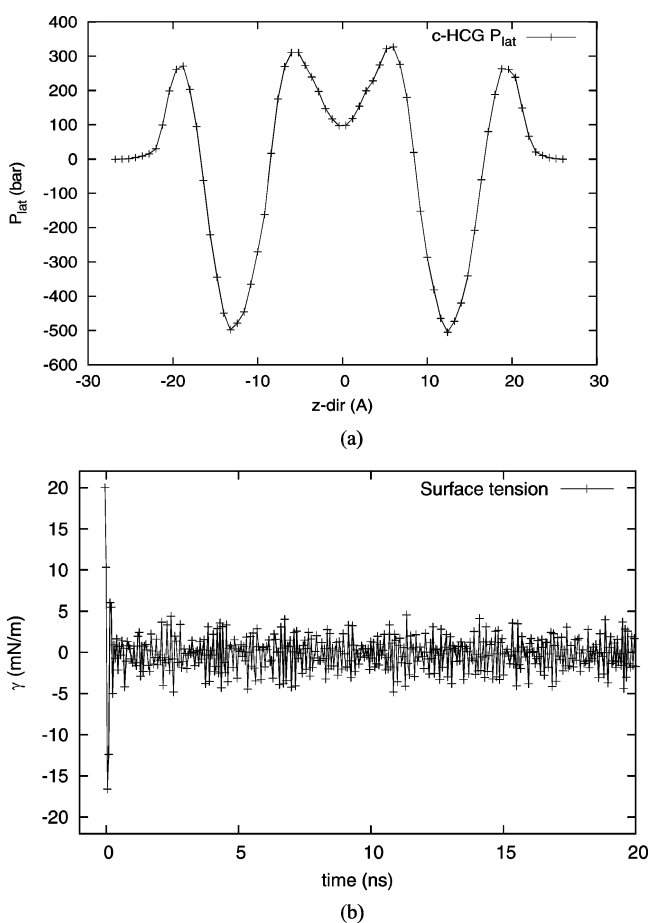 400
c-HCG Plat
300
200
100
0
-100
-200
-300
-400
-500
-600
Plat (bar)
-30 -20 -10 0 10 20 30
z-dir (A)
(a)
20
Surface tension
15
10
5
0
-5
-10
-15
-20
γ (mN/m)
0 5 10 15 20
time (ns)
(b)